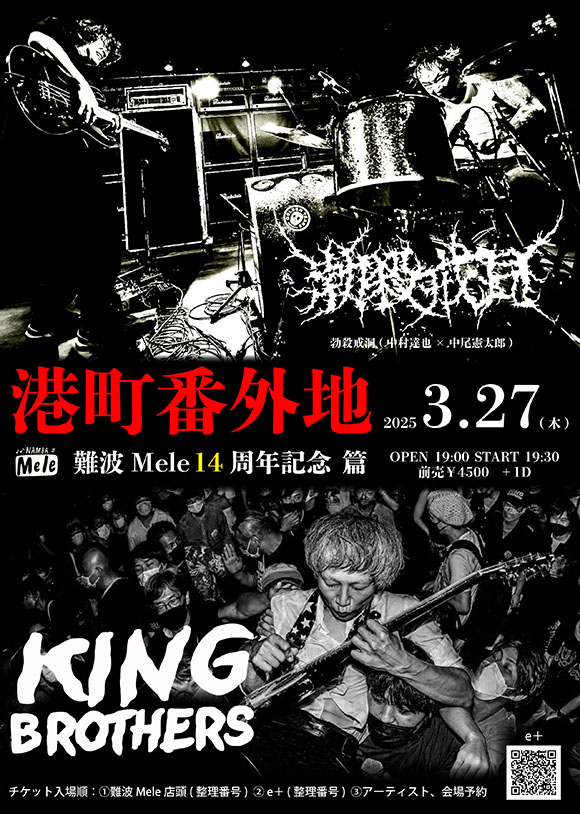 勃殺戒洞
勃殺戒洞 ( 中村達也 × 中尾憲太郎 )
港町番外地
2025 3.27 (木)
NAMBA
Mele
難波 Mele 14 周年記念 篇
OPEN 19:00 START 19:30
前売¥4500 +1D
KING
BROTHERS
e+
チケット入場順：①難波 Mele 店頭 ( 整理番号 ) ② e+ ( 整理番号 ) ③アーティスト、会場予約